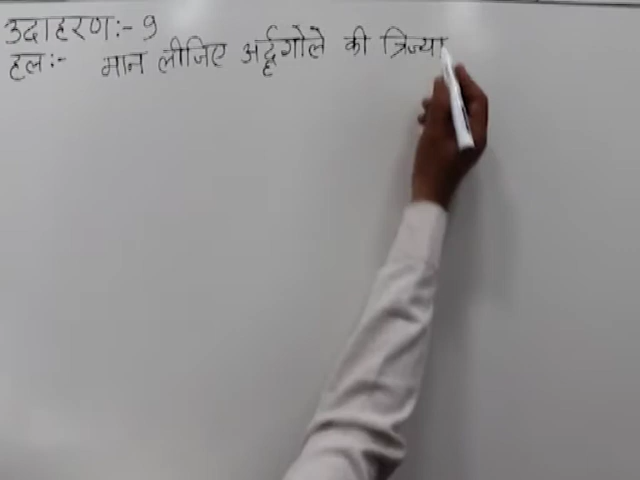 उदाहरण:- 9
हल:- मान लीजिए अर्द्धगोले की त्रिज्या